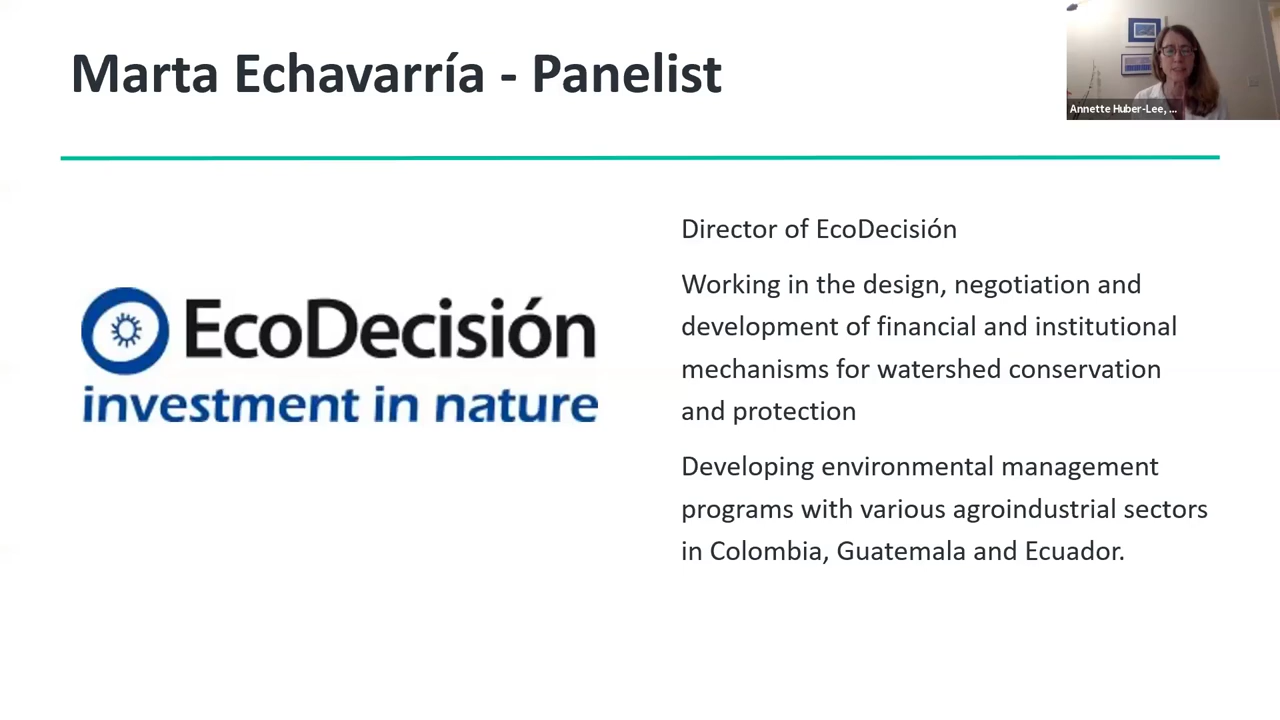 Marta Echavarría - Panelist
Annette Huber-Lee, ...
EcoDecisión
investment in nature
Director of EcoDecisión
Working in the design, negotiation and
development of financial and institutional
mechanisms for watershed conservation
and protection
Developing environmental management
programs with various agroindustrial sectors
in Colombia, Guatemala and Ecuador.